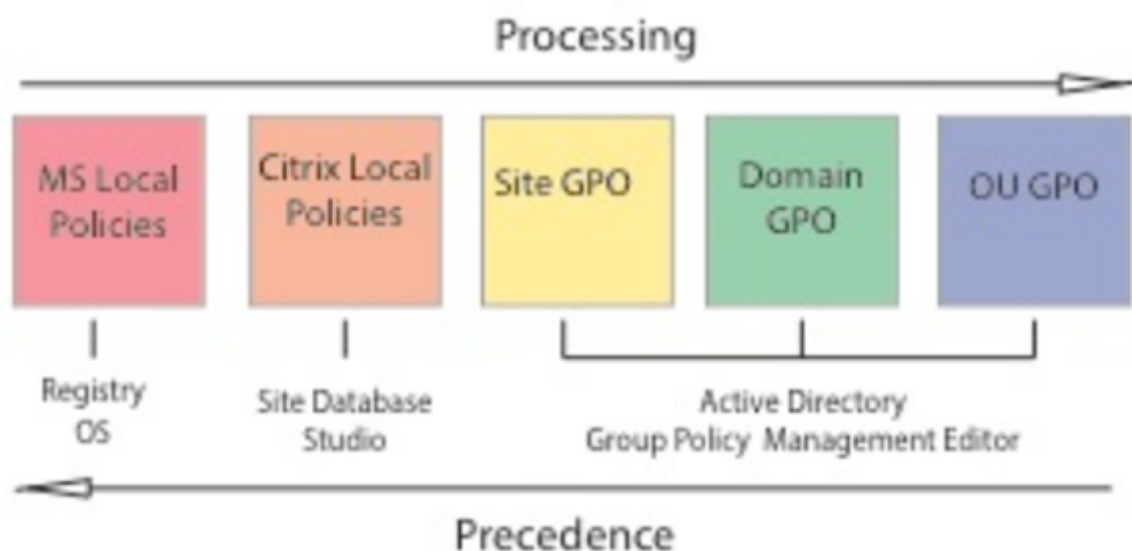 Processing
MS Local
Policies
Citrix Local
Policies
Site GPO
Domain
GPO
OU GPO
Registry
OS
Site Database
Studio
Active Directory
Group Policy Management Editor
Precedence